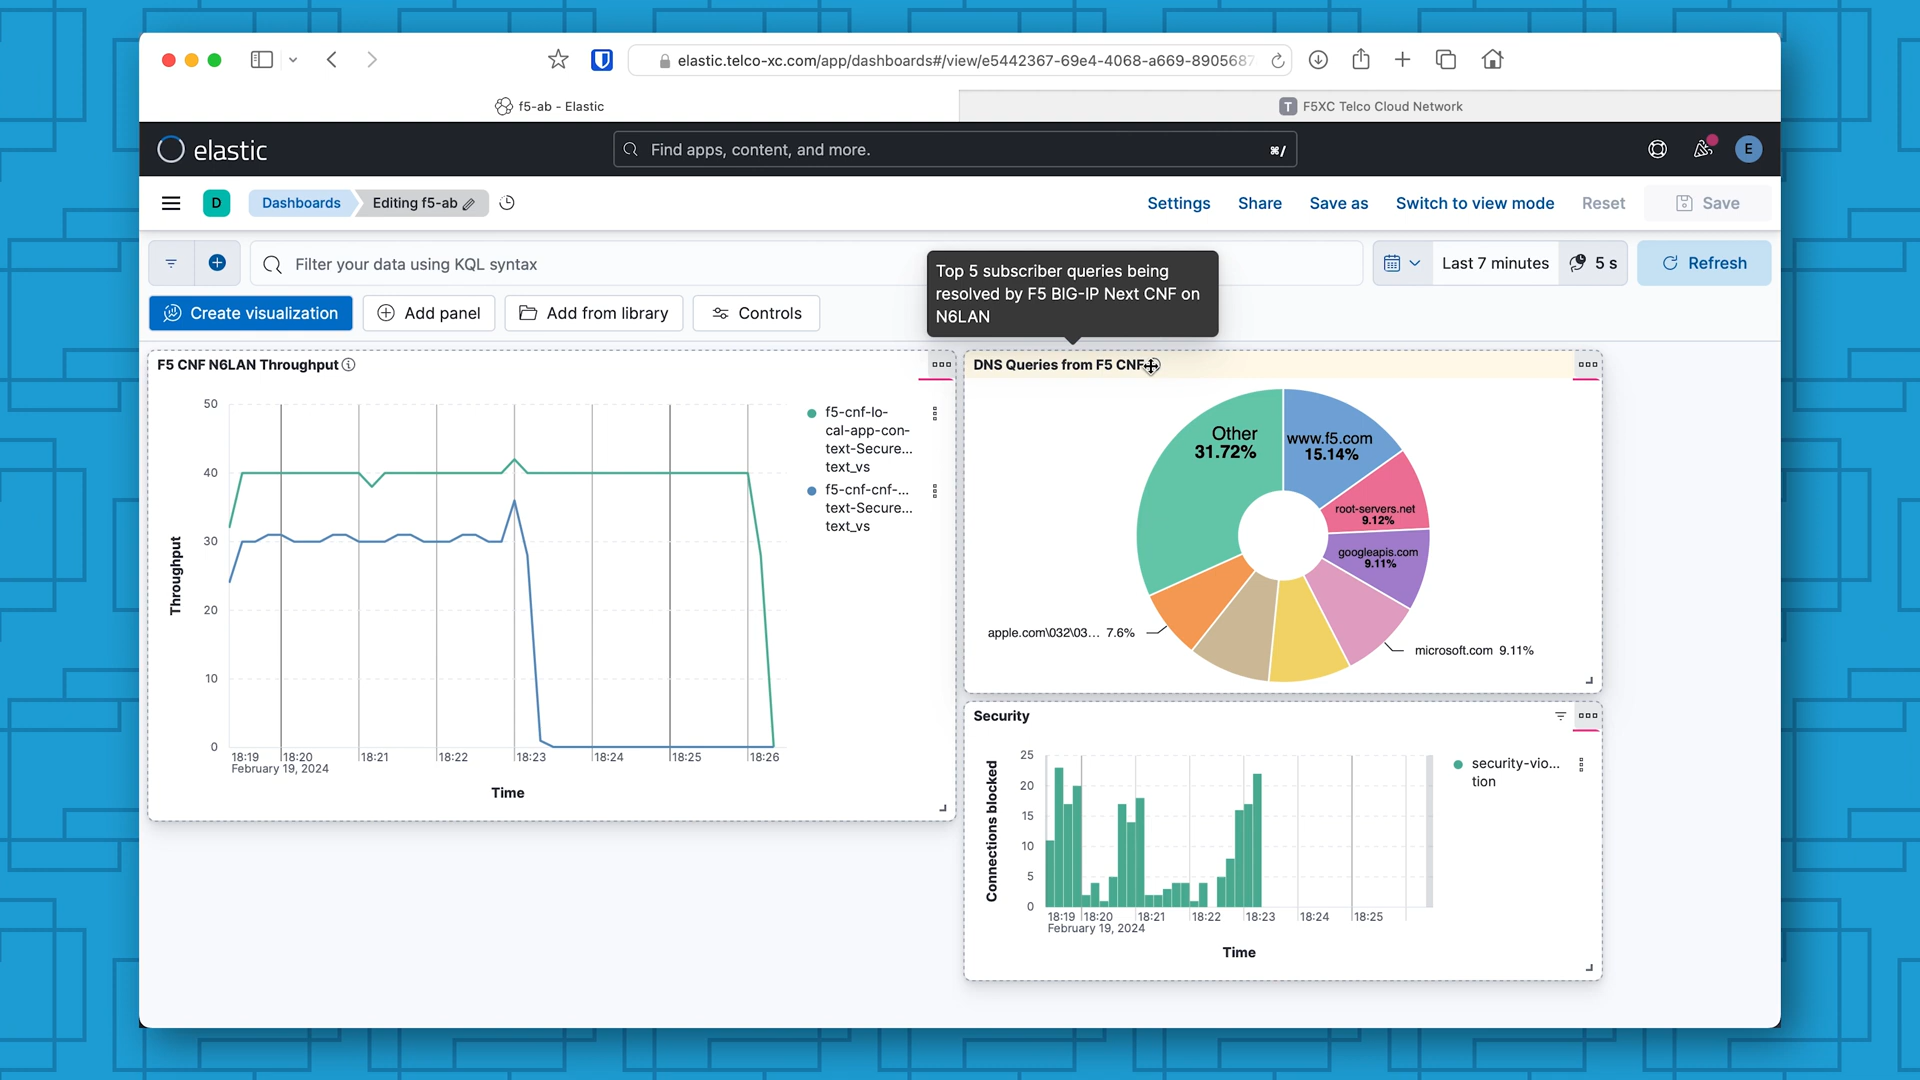 elastic.telco-xc.com/app/dashboards#/view/e5442367-69e4-4068-a669-8905687
f5-ab - Elastic
T F5XC Telco Cloud Network
elastic
Find apps, content, and more.
⌘/
E
D
Dashboards
Editing f5-ab
Settings
Share
Save as
Switch to view mode
Reset
Save
Filter your data using KQL syntax
Last 7 minutes
5 s
Refresh
Top 5 subscriber queries being
resolved by F5 BIG-IP Next CNF on
N6LAN
Create visualization
Add panel
Add from library
Controls
F5 CNF N6LAN Throughput
50
40
30
20
10
0
Throughput
18:19
18:20
18:21
18:22
18:23
18:24
18:25
18:26
February 19, 2024
Time
f5-cnf-lo-
cal-app-con-
text-Secure...
text_vs
f5-cnf-cnf-...
text-Secure...
text_vs
DNS Queries from F5 CNF
Other
31.72%
www.f5.com
15.14%
root-servers.net
9.12%
googleapis.com
9.11%
apple.com\032\03... 7.6%
microsoft.com 9.11%
Security
25
20
15
10
5
0
Connections blocked
18:19
18:20
18:21
18:22
18:23
18:24
18:25
February 19, 2024
Time
security-vio...
tion